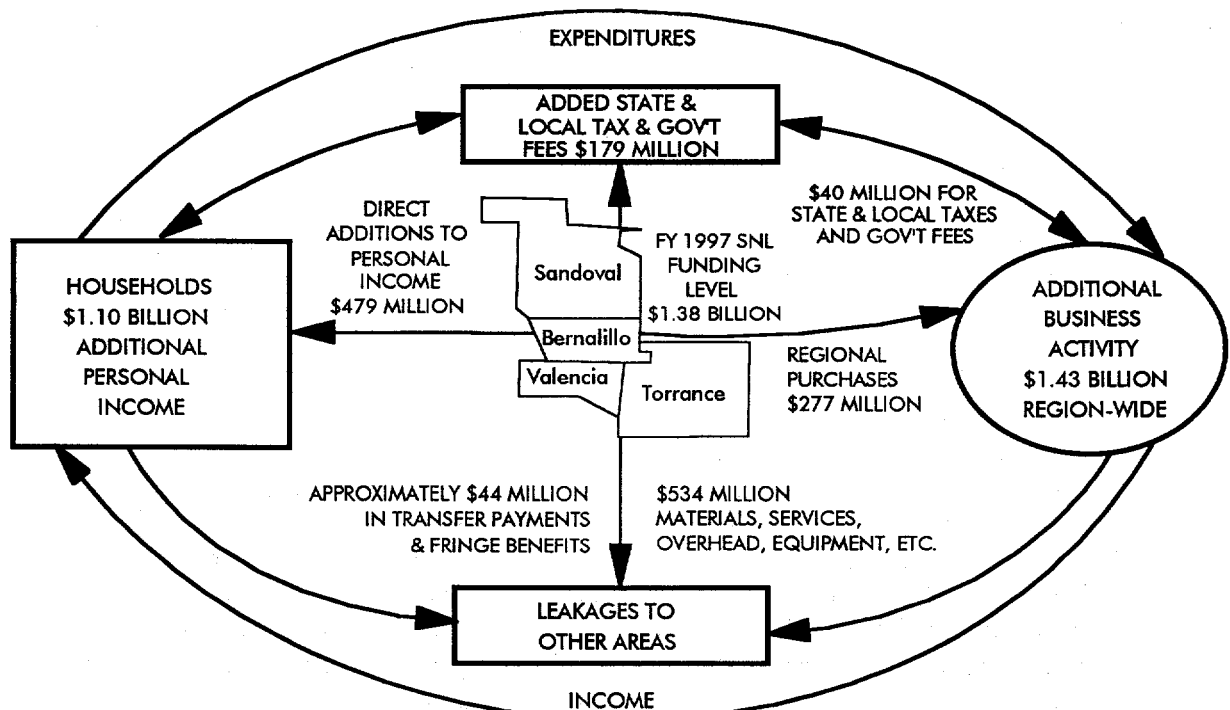 EXPENDITURES
ADDED STATE &
LOCAL TAX & GOV'T
FEES $179 MILLION
$40 MILLION FOR
STATE & LOCAL TAXES
AND GOV'T FEES
DIRECT
ADDITIONS TO
PERSONAL
INCOME
$479 MILLION
FY 1997 SNL
FUNDING
LEVEL
$1.38 BILLION
Sandoval
Bernalillo
Valencia
Torrance
HOUSEHOLDS
$1.10 BILLION
ADDITIONAL
PERSONAL
INCOME
ADDITIONAL
BUSINESS
ACTIVITY
$1.43 BILLION
REGION-WIDE
REGIONAL
PURCHASES
$277 MILLION
APPROXIMATELY $44 MILLION
IN TRANSFER PAYMENTS
& FRINGE BENEFITS
$534 MILLION
MATERIALS, SERVICES,
OVERHEAD, EQUIPMENT, ETC.
LEAKAGES TO
OTHER AREAS
INCOME